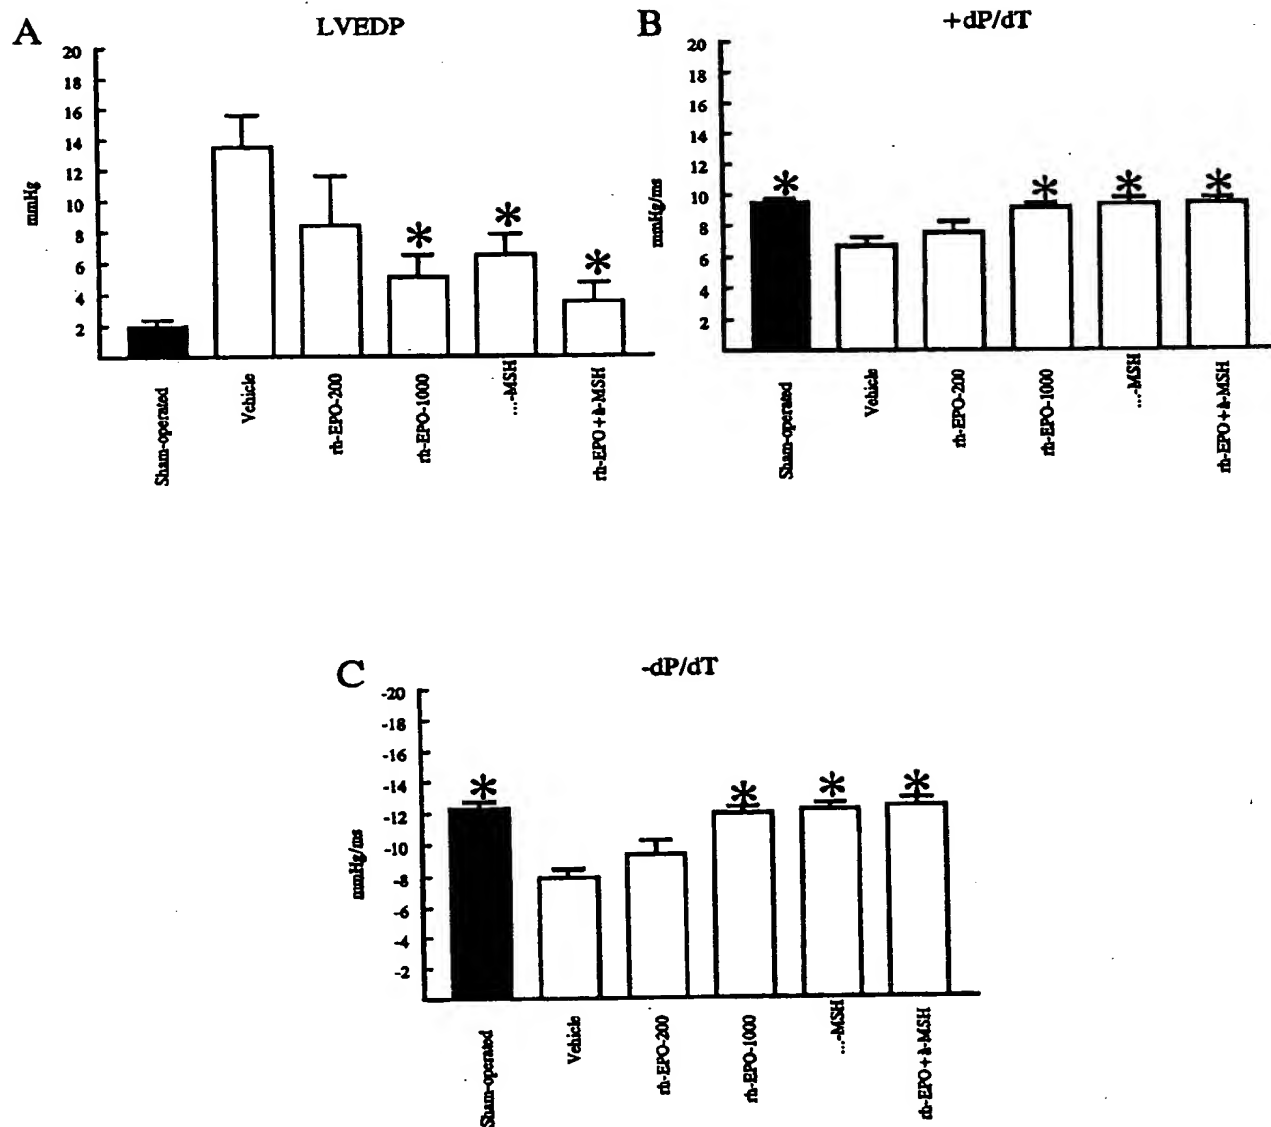 A
LVEDP
20
18
16
14
12
10
8
6
4
2
mmHg
Sham-operated
Vehicle
rh-EPO-200
rh-EPO-1000
...-MSH
rh-EPO+a-MSH
B
+dP/dT
20
18
16
14
12
10
8
6
4
2
mmHg/ms
Sham-operated
Vehicle
rh-EPO-200
rh-EPO-1000
...-MSH
rh-EPO+a-MSH
C
-dP/dT
-20
-18
-16
-14
-12
-10
-8
-6
-4
-2
mmHg/ms
Sham-operated
Vehicle
rh-EPO-200
rh-EPO-1000
...-MSH
rh-EPO+a-MSH